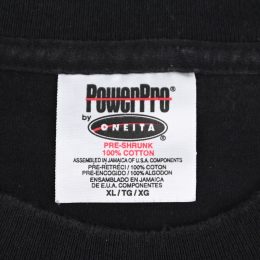 PowerPro®
by ONEITA
PRE-SHRUNK
100% COTTON
ASSEMBLED IN JAMAICA OF U.S.A. COMPONENTS
PRE-RETRECI / 100% COTON
PRE-ENCOGIDO / 100% ALGODON
ENSAMBLADO EN JAMAICA
DE E.U.A. COMPONENTES
XL / TG / XG